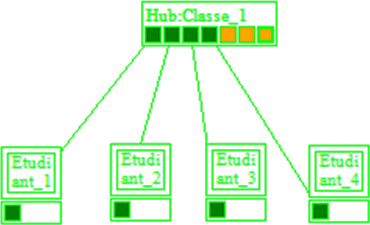 Hub:Classe_1
Etudi
ant_1
Etudi
ant_2
Etudi
ant_3
Etudi
ant_4